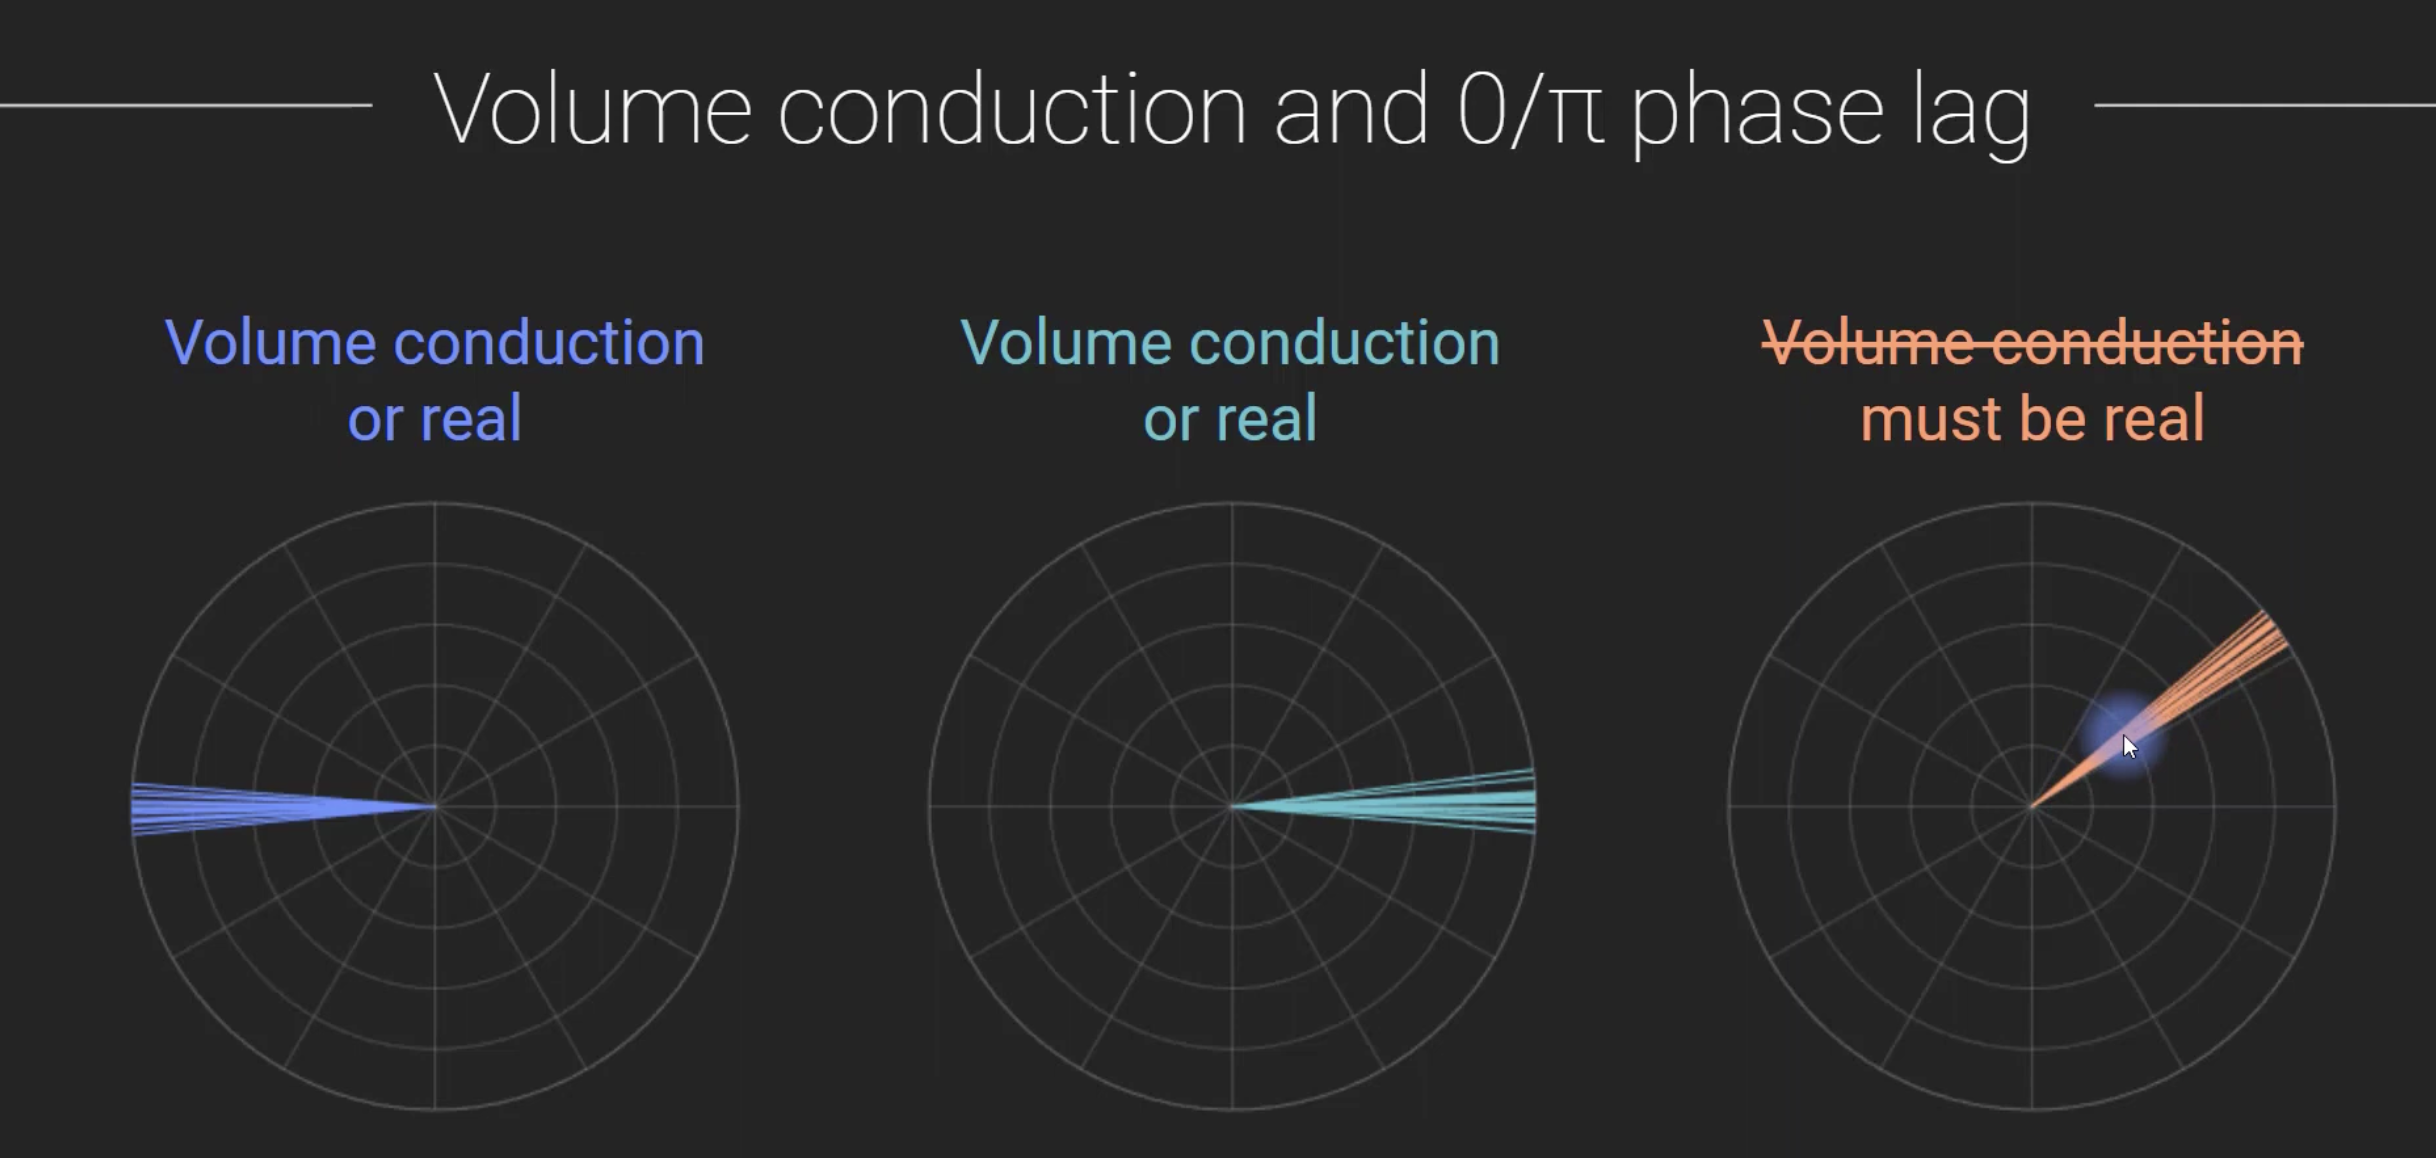 Volume conduction and 0/π phase lag
Volume conduction
or real
Volume conduction
or real
Volume conduction
must be real